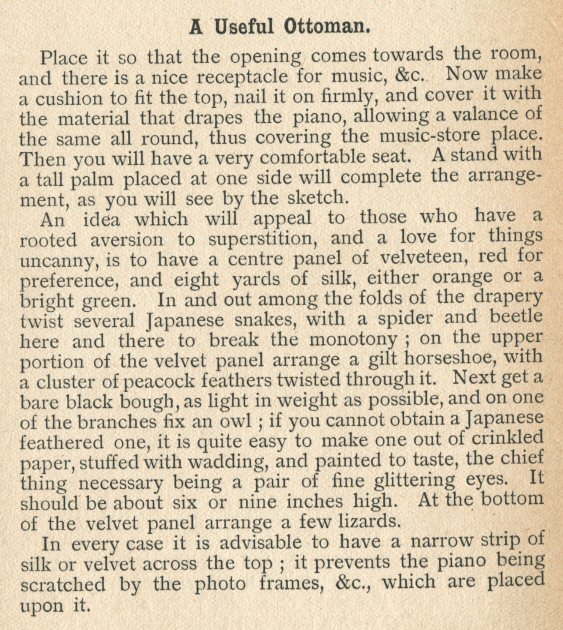 A Useful Ottoman.
Place it so that the opening comes towards the room,
and there is a nice receptacle for music, &c. Now make
a cushion to fit the top, nail it on firmly, and cover it with
the material that drapes the piano, allowing a valance of
the same all round, thus covering the music-store place.
Then you will have a very comfortable seat. A stand with
a tall palm placed at one side will complete the arrange-
ment, as you will see by the sketch.
An idea which will appeal to those who have a
rooted aversion to superstition, and a love for things
uncanny, is to have a centre panel of velveteen, red for
preference, and eight yards of silk, either orange or a
bright green. In and out among the folds of the drapery
twist several Japanese snakes, with a spider and beetle
here and there to break the monotony ; on the upper
portion of the velvet panel arrange a gilt horseshoe, with
a cluster of peacock feathers twisted through it. Next get a
bare black bough, as light in weight as possible, and on one
of the branches fix an owl ; if you cannot obtain a Japanese
feathered one, it is quite easy to make one out of crinkled
paper, stuffed with wadding, and painted to taste, the chief
thing necessary being a pair of fine glittering eyes. It
should be about six or nine inches high. At the bottom
of the velvet panel arrange a few lizards.
In every case it is advisable to have a narrow strip of
silk or velvet across the top ; it prevents the piano being
scratched by the photo frames, &c., which are placed
upon it.